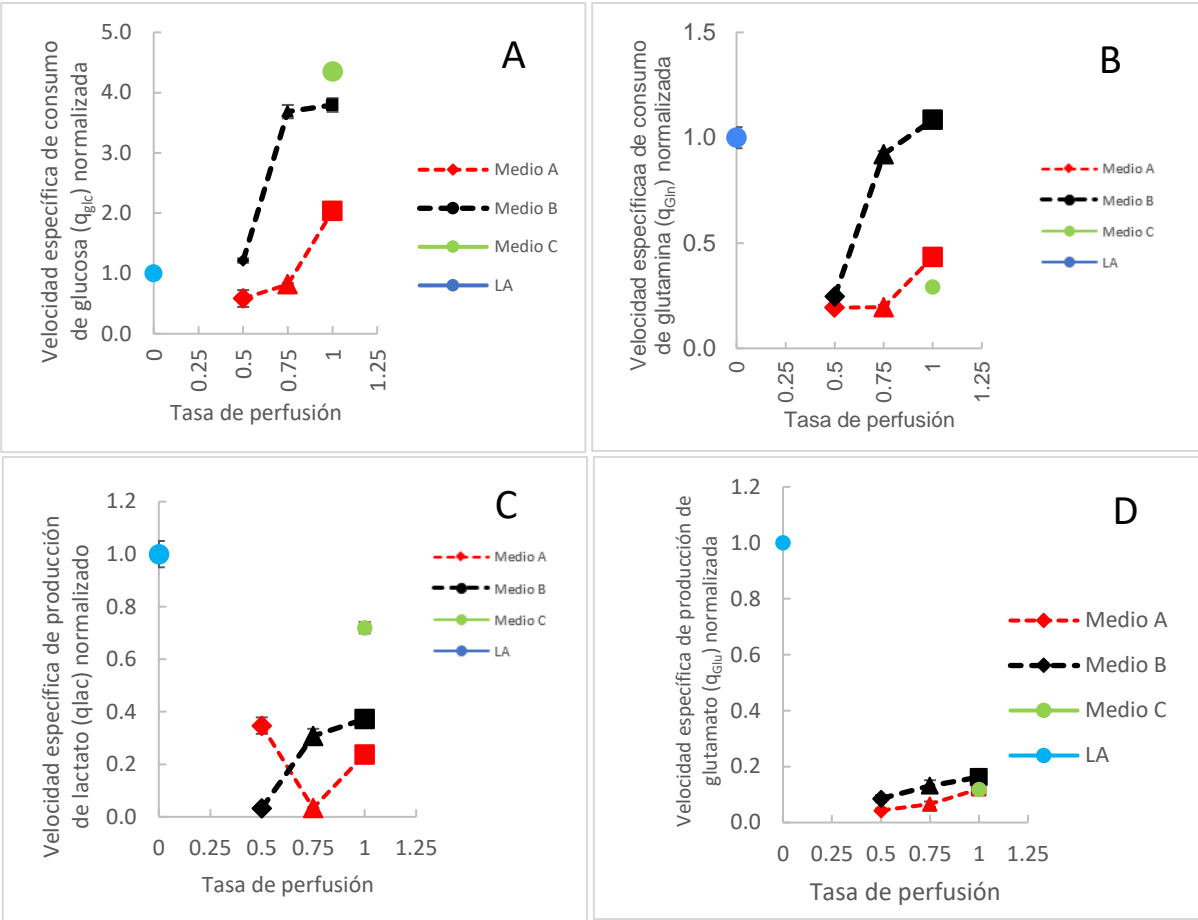 A
Velocidad específica de consumo
de glucosa (qglc) normalizada
5.0
4.0
3.0
2.0
1.0
0.0
0
0.25
0.5
0.75
1
1.25
Tasa de perfusión
Medio A
Medio B
Medio C
LA
B
Velocidad específicaa de consumo
de glutamina (qGln) normalizada
1.5
1.0
0.5
0.0
0
0.25
0.5
0.75
1
1.25
Tasa de perfusión
Medio A
Medio B
Medio C
LA
C
Velocidad específica de producción
de lactato (qlac) normalizado
1.2
1.0
0.8
0.6
0.4
0.2
0.0
0 0.25 0.5 0.75 1 1.25
Tasa de perfusión
Medio A
Medio B
Medio C
LA
D
Velocidad específica de producción de
glutamato (qGlu) normalizada
1.2
1.0
0.8
0.6
0.4
0.2
0.0
0 0.25 0.5 0.75 1 1.25
Tasa de perfusión
Medio A
Medio B
Medio C
LA